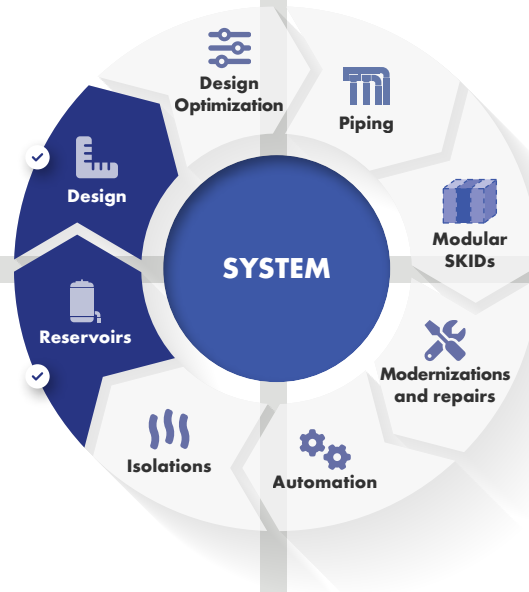 Design
Optimization
Piping
Design
Modular
SKIDs
SYSTEM
Reservoirs
Modernizations
and repairs
Isolations
Automation